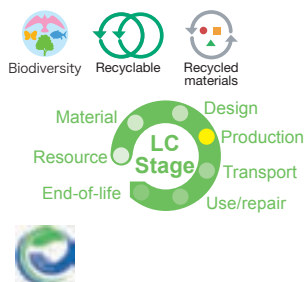 Biodiversity
Recyclable
Recycled
materials
Material
Design
Production
Resource
LC
Stage
Transport
End-of-life
Use/repair